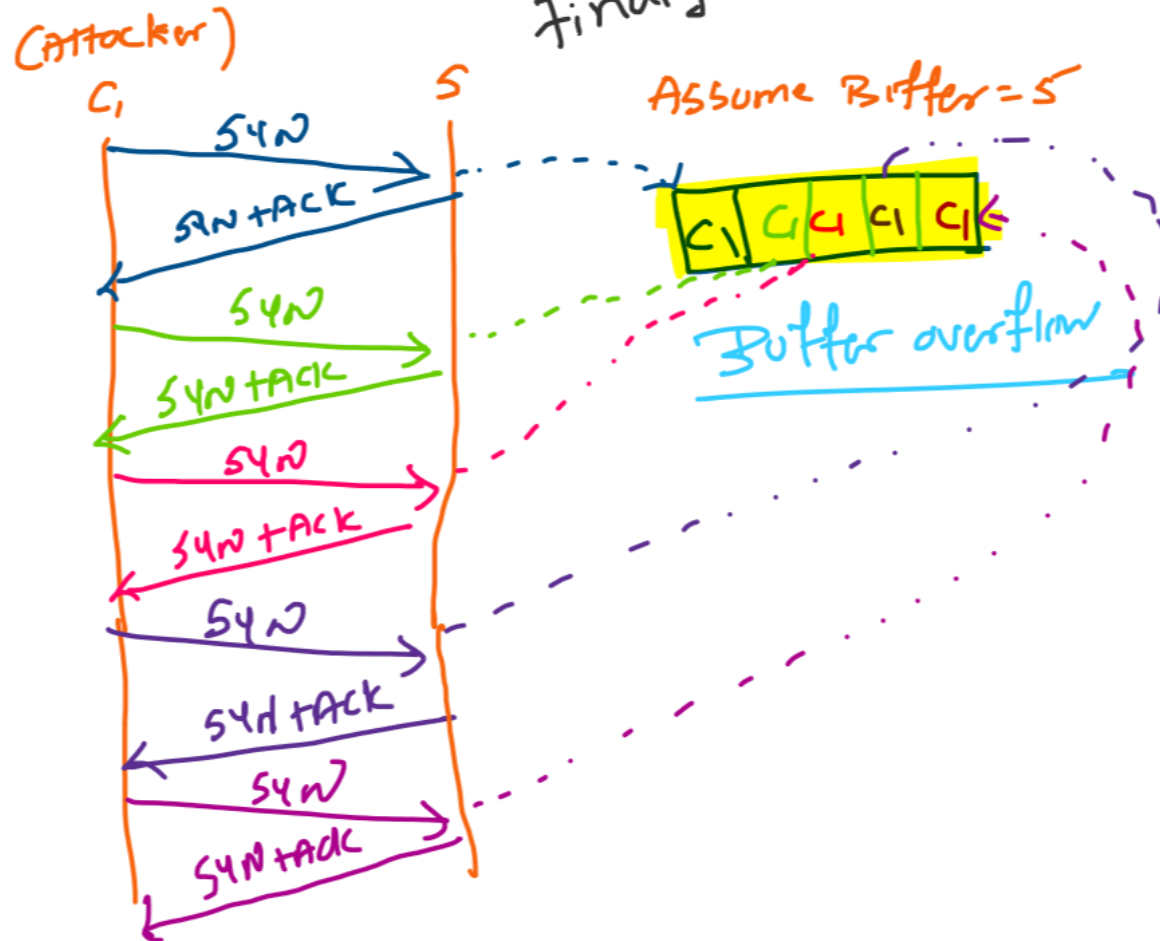 (Attacker)
C1 S
Assume Buffer = 5
SYN
SYN+ACK
C1 C1 C1 C1 C1
SYN
Buffer overflow
SYN+ACK
SYN
SYN+ACK
SYN
SYN+ACK
SYN
SYN+ACK